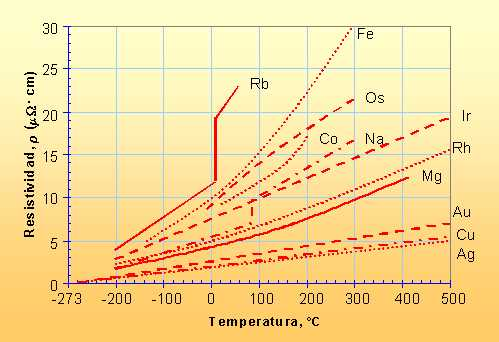 30
25
20
15
10
5
0
-273
-200
-100
0
100
200
300
400
500
Resistividad, ρ (μΩ· cm)
Temperatura, °C
Fe
Rb
Os
Co
Na
Ir
Rh
Mg
Au
Cu
Ag